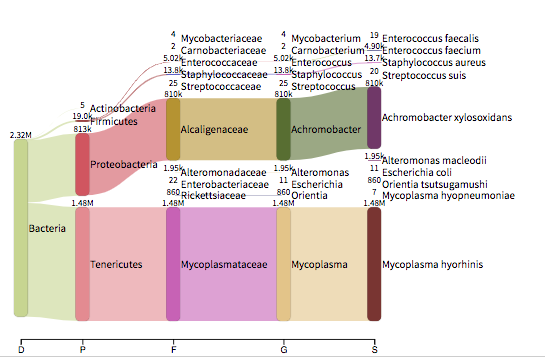 4 Mycobacteriaceae 4 Mycobacterium 19 Enterococcus faecalis
2 Carnobacteriaceae 2 Carnobacterium 4.90k Enterococcus faecium
5.02k Enterococcaceae 5.02k Enterococcus 13.7k Staphylococcus aureus
13.8k Staphylococcaceae 13.8k Staphylococcus 20 Streptococcus suis
25 Streptococcaceae 25 Streptococcus
5 Actinobacteria 810k Alcaligenaceae 810k Achromobacter 810k Achromobacter xylosoxidans
19.0k Firmicutes
813k Proteobacteria
2.32M Bacteria
1.95k Alteromonadaceae 1.95k Alteromonas 1.95k Alteromonas macleodii
22 Enterobacteriaceae 11 Escherichia 11 Escherichia coli
860 Rickettsiaceae 860 Orientia 860 Orientia tsutsugamushi
7 Mycoplasma hyopneumoniae
1.48M Tenericutes 1.48M Mycoplasmataceae 1.48M Mycoplasma 1.48M Mycoplasma hyorhinis
D P F G S